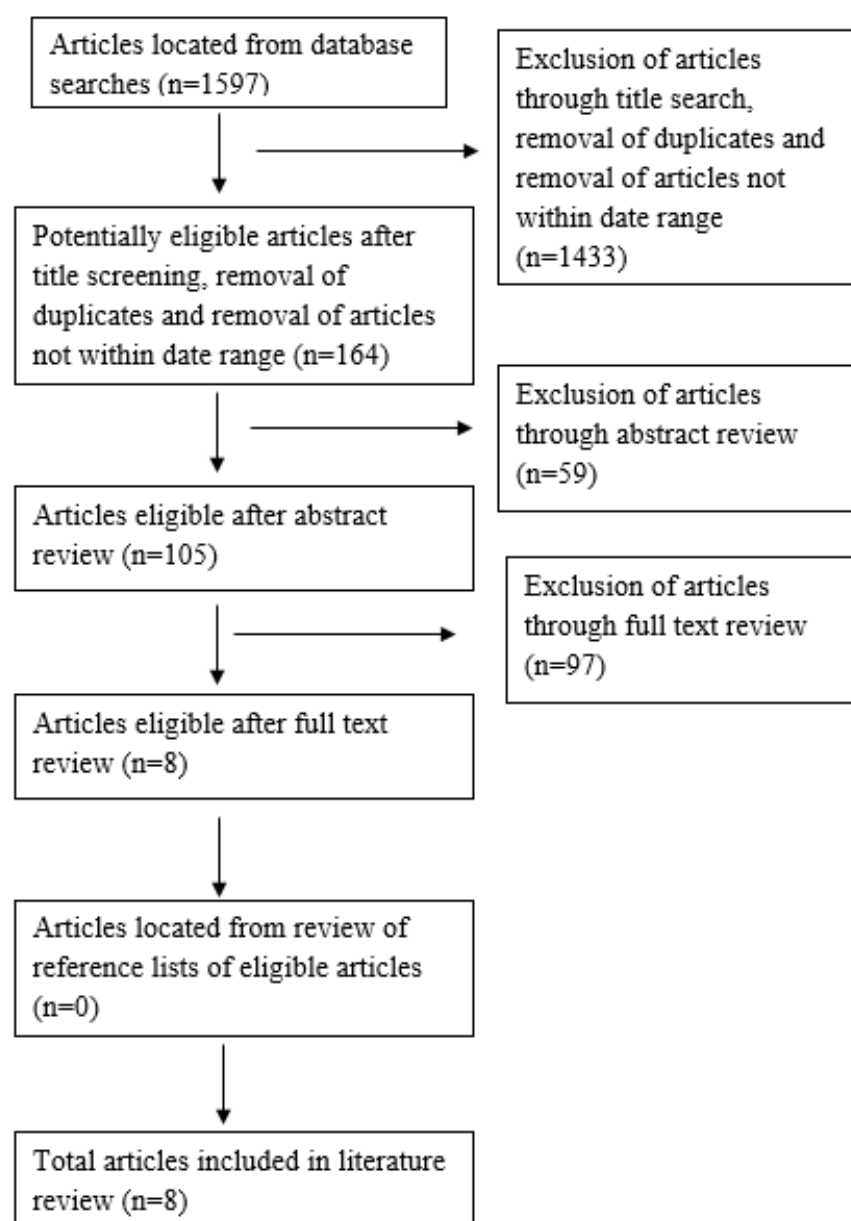 Articles located from database
searches (n=1597)
Exclusion of articles
through title search,
removal of duplicates and
removal of articles not
within date range
(n=1433)
Potentially eligible articles after
title screening, removal of
duplicates and removal of articles
not within date range (n=164)
Exclusion of articles
through abstract review
(n=59)
Articles eligible after abstract
review (n=105)
Exclusion of articles
through full text review
(n=97)
Articles eligible after full text
review (n=8)
Articles located from review of
reference lists of eligible articles
(n=0)
Total articles included in literature
review (n=8)